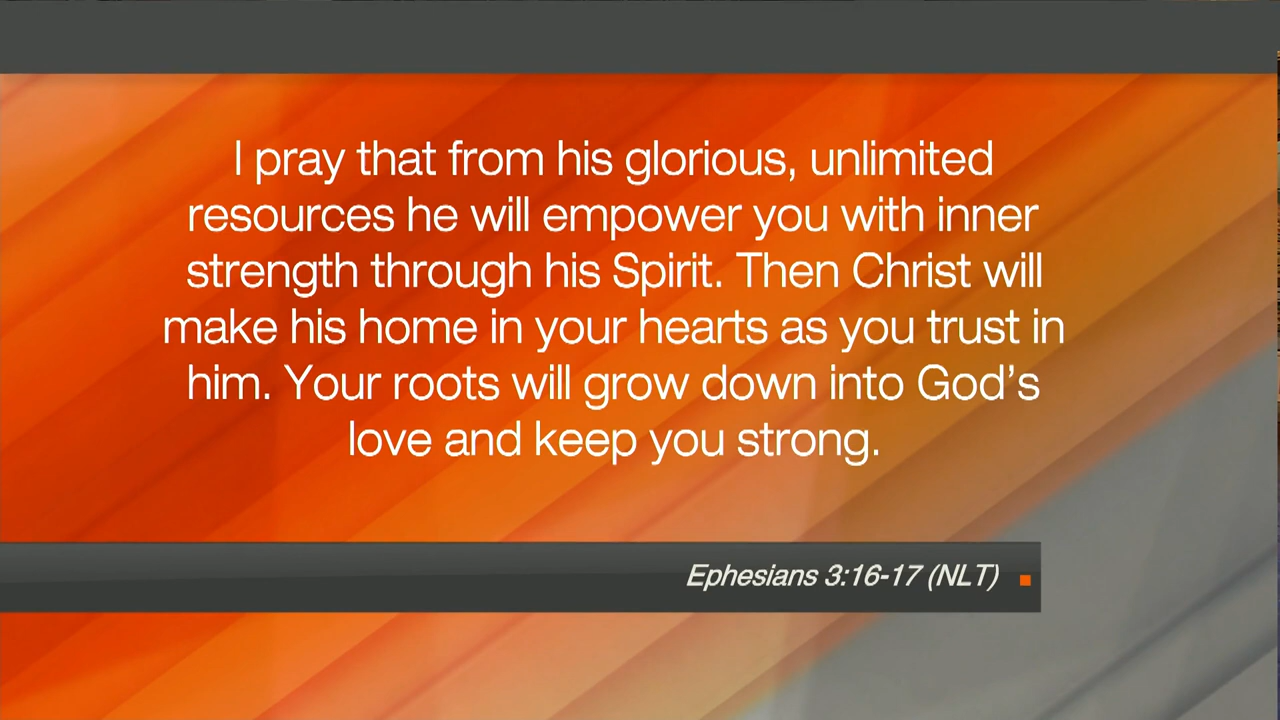 I pray that from his glorious, unlimited
resources he will empower you with inner
strength through his Spirit. Then Christ will
make his home in your hearts as you trust in
him. Your roots will grow down into God’s
love and keep you strong.
Ephesians 3:16-17 (NLT)